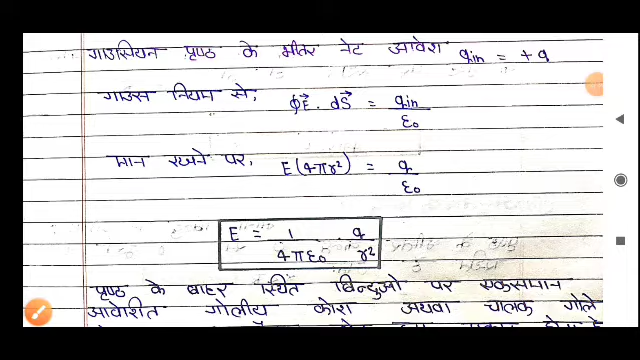 गाउसियन पृष्ठ के भीतर नेट आवेश qin = +q
गाउस नियम से, ∮E⃗ . dS⃗ = qin/ε₀
मान रखने पर, E(4πr²) = q/ε₀
E = 1/4πε₀ q/r²
पृष्ठ के बाहर स्थित बिन्दुओ पर एकसमान
आवेशित गोलीय कोश अथवा चालक गोले